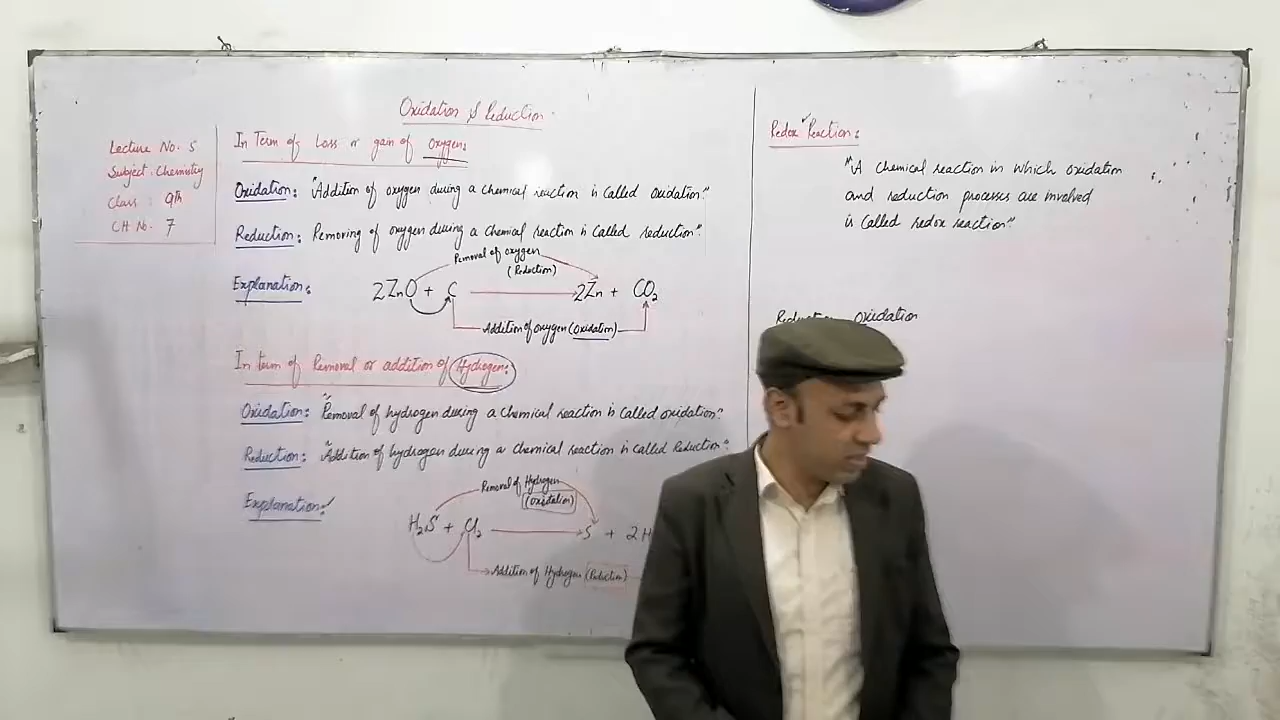 Oxidation & Reduction
Lecture No. 5
Subject : Chemistry
Class : 9th
CH No. 7
In Term of Loss or gain of Oxygen:
Oxidation: "Addition of oxygen during a chemical reaction is called oxidation."
Reduction: Removing of oxygen during a chemical reaction is called reduction"
Removal of oxygen
(Reduction)
Explanation: 2ZnO + C → 2Zn + CO₂
Addition of oxygen (oxidation)
In term of Removal or addition of Hydrogen:
Oxidation: "Removal of hydrogen during a chemical reaction is called oxidation."
Reduction: "Addition of hydrogen during a chemical reaction is called Reduction".
Removal of Hydrogen
(oxidation)
Explanation:
H₂S + Cl₂ → S + 2H
Addition of Hydrogen (Reduction)
Redox Reaction:
"A chemical reaction in which oxidation
and reduction processes are involved
is called redox reaction".
Reduction oxidation